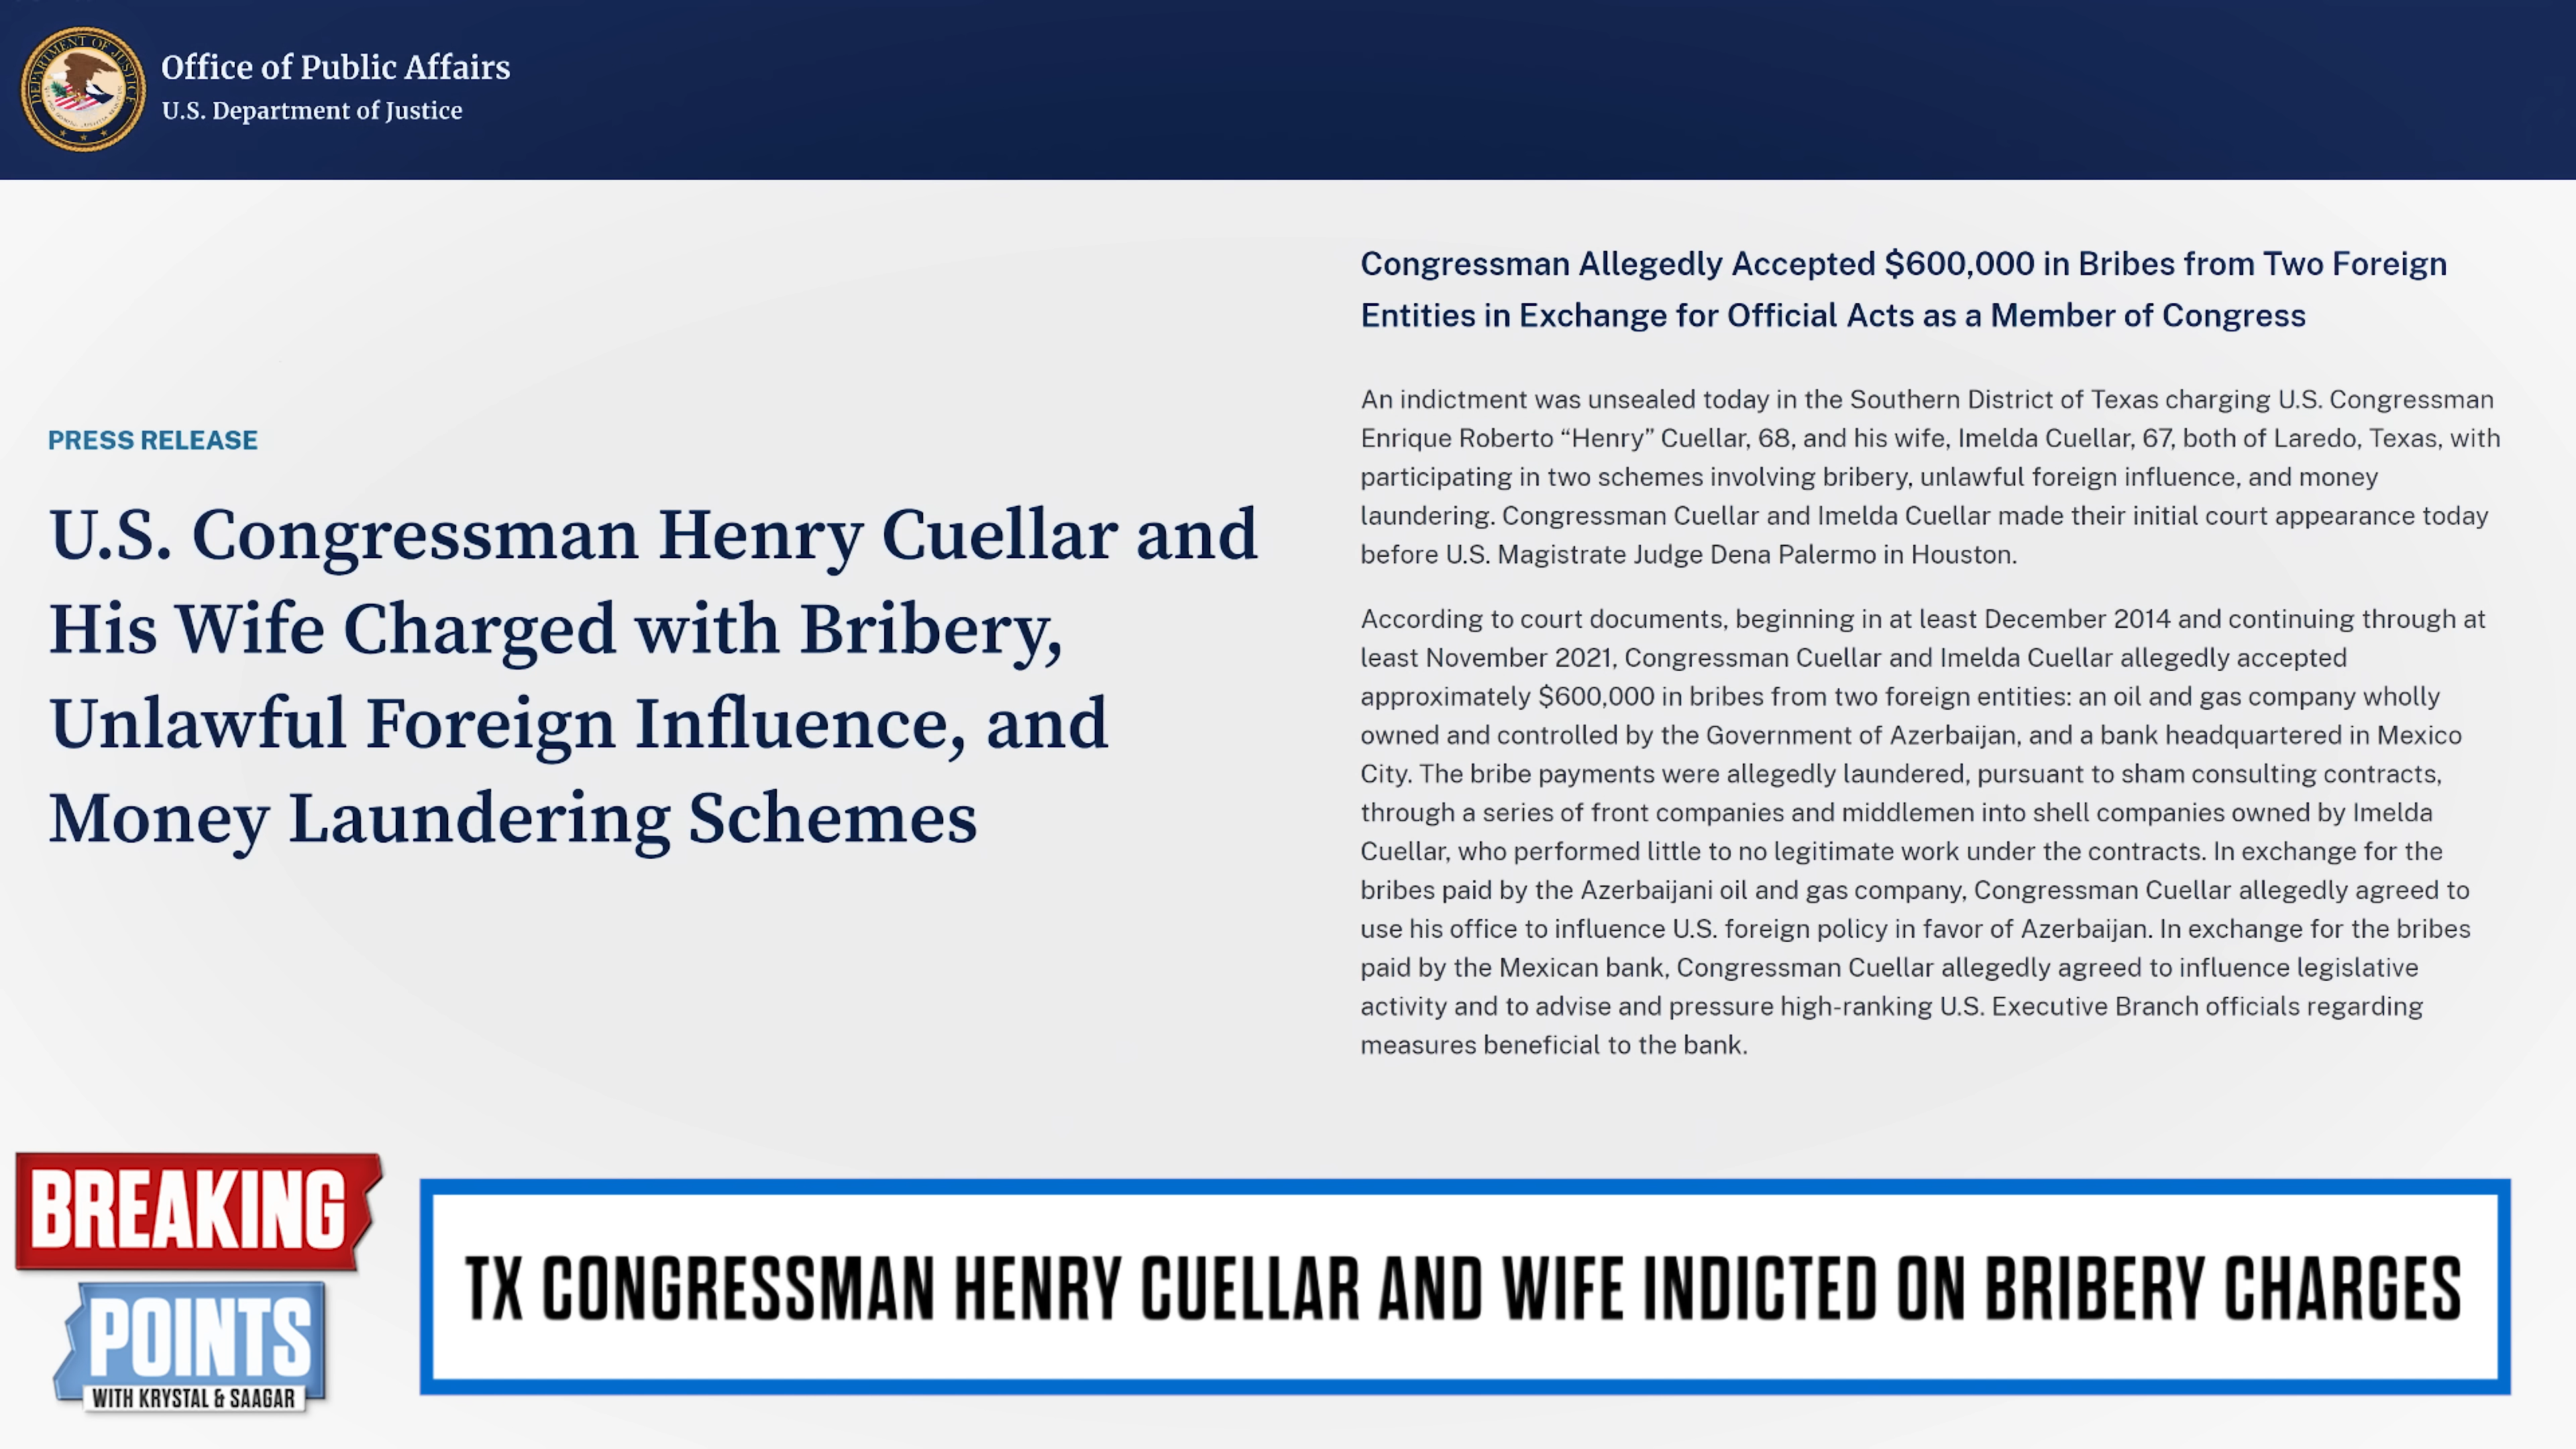 Office of Public Affairs
U.S. Department of Justice
PRESS RELEASE
U.S. Congressman Henry Cuellar and
His Wife Charged with Bribery,
Unlawful Foreign Influence, and
Money Laundering Schemes
Congressman Allegedly Accepted $600,000 in Bribes from Two Foreign
Entities in Exchange for Official Acts as a Member of Congress
An indictment was unsealed today in the Southern District of Texas charging U.S. Congressman
Enrique Roberto “Henry” Cuellar, 68, and his wife, Imelda Cuellar, 67, both of Laredo, Texas, with
participating in two schemes involving bribery, unlawful foreign influence, and money
laundering. Congressman Cuellar and Imelda Cuellar made their initial court appearance today
before U.S. Magistrate Judge Dena Palermo in Houston.
According to court documents, beginning in at least December 2014 and continuing through at
least November 2021, Congressman Cuellar and Imelda Cuellar allegedly accepted
approximately $600,000 in bribes from two foreign entities: an oil and gas company wholly
owned and controlled by the Government of Azerbaijan, and a bank headquartered in Mexico
City. The bribe payments were allegedly laundered, pursuant to sham consulting contracts,
through a series of front companies and middlemen into shell companies owned by Imelda
Cuellar, who performed little to no legitimate work under the contracts. In exchange for the
bribes paid by the Azerbaijani oil and gas company, Congressman Cuellar allegedly agreed to
use his office to influence U.S. foreign policy in favor of Azerbaijan. In exchange for the bribes
paid by the Mexican bank, Congressman Cuellar allegedly agreed to influence legislative
activity and to advise and pressure high-ranking U.S. Executive Branch officials regarding
measures beneficial to the bank.
BREAKING
POINTS
WITH KRYSTAL & SAAGAR
TX CONGRESSMAN HENRY CUELLAR AND WIFE INDICTED ON BRIBERY CHARGES